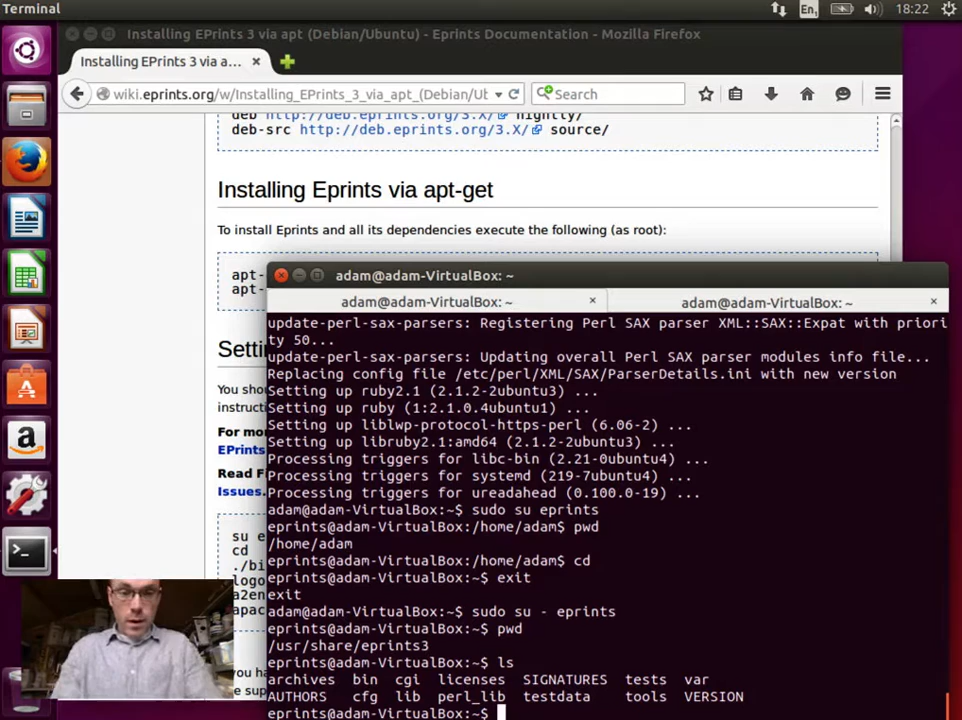 Terminal
En1
18:22
Installing EPrints 3 via apt (Debian/Ubuntu) - Eprints Documentation - Mozilla Firefox
Installing EPrints 3 via a...
wiki.eprints.org/w/Installing_EPrints_3_via_apt_(Debian/Ubt
Search
deb http://deb.eprints.org/3.X/ nightly/
deb-src http://deb.eprints.org/3.X/ source/
Installing Eprints via apt-get
To install Eprints and all its dependencies execute the following (as root):
apt-
apt-
Setti
You shou
instructi
For mor
EPrints
Read F
Issues.
su e
cd
./bi
logo
a2en
apac
adam@adam-VirtualBox: ~
adam@adam-VirtualBox: ~
adam@adam-VirtualBox: ~
update-perl-sax-parsers: Registering Perl SAX parser XML::SAX::Expat with priori
ty 50...
update-perl-sax-parsers: Updating overall Perl SAX parser modules info file...
Replacing config file /etc/perl/XML/SAX/ParserDetails.ini with new version
Setting up ruby2.1 (2.1.2-2ubuntu3) ...
Setting up ruby (1:2.1.0.4ubuntu1) ...
Setting up liblwp-protocol-https-perl (6.06-2) ...
Setting up libruby2.1:amd64 (2.1.2-2ubuntu3) ...
Processing triggers for libc-bin (2.21-0ubuntu4) ...
Processing triggers for systemd (219-7ubuntu4) ...
Processing triggers for ureadahead (0.100.0-19) ...
adam@adam-VirtualBox:~$ sudo su eprints
eprints@adam-VirtualBox:/home/adam$ pwd
/home/adam
eprints@adam-VirtualBox:/home/adam$ cd
eprints@adam-VirtualBox:~$ exit
exit
adam@adam-VirtualBox:~$ sudo su - eprints
eprints@adam-VirtualBox:~$ pwd
/usr/share/eprints3
eprints@adam-VirtualBox:~$ ls
archives bin cgi licenses SIGNATURES tests var
AUTHORS cfg lib perl_lib testdata tools VERSION
eprints@adam-VirtualBox:~$